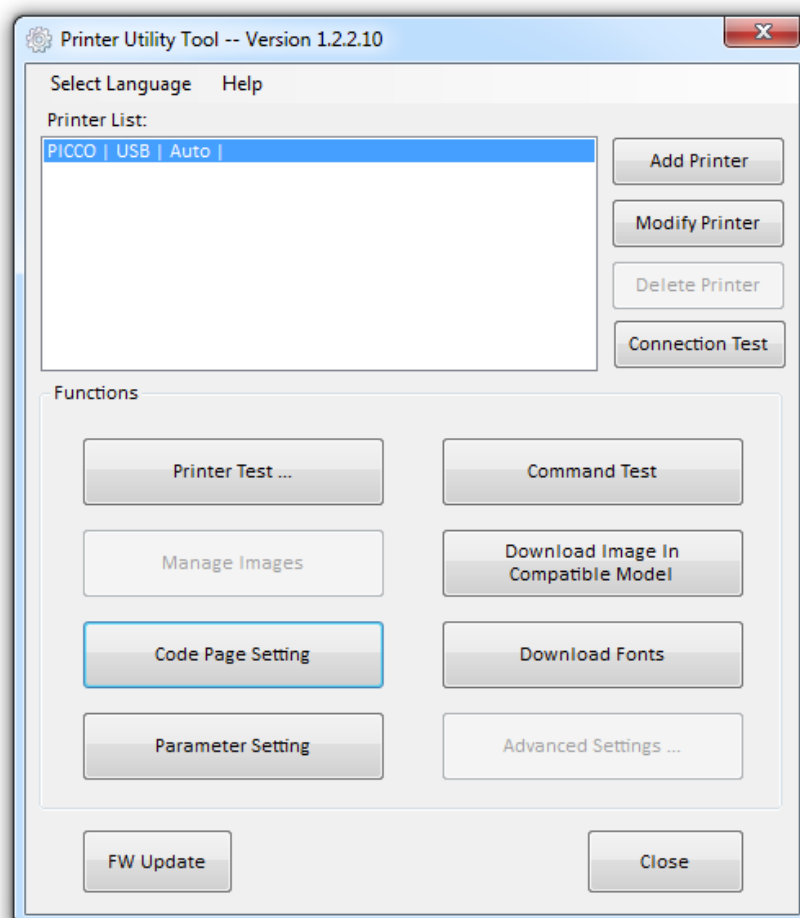 Printer Utility Tool -- Version 1.2.2.10
Select Language Help
Printer List:
PICCO | USB | Auto |
Add Printer
Modify Printer
Delete Printer
Connection Test
Functions
Printer Test ...
Command Test
Manage Images
Download Image In
Compatible Model
Code Page Setting
Download Fonts
Parameter Setting
Advanced Settings ...
FW Update
Close